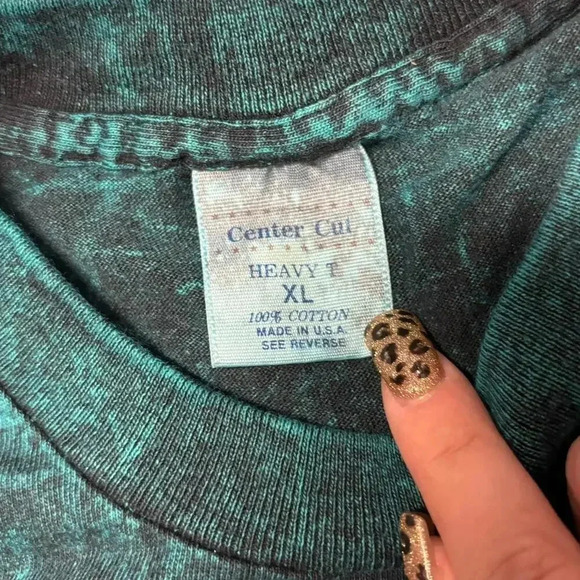 Center Cut
HEAVY T
XL
100% COTTON
MADE IN U.S.A.
SEE REVERSE